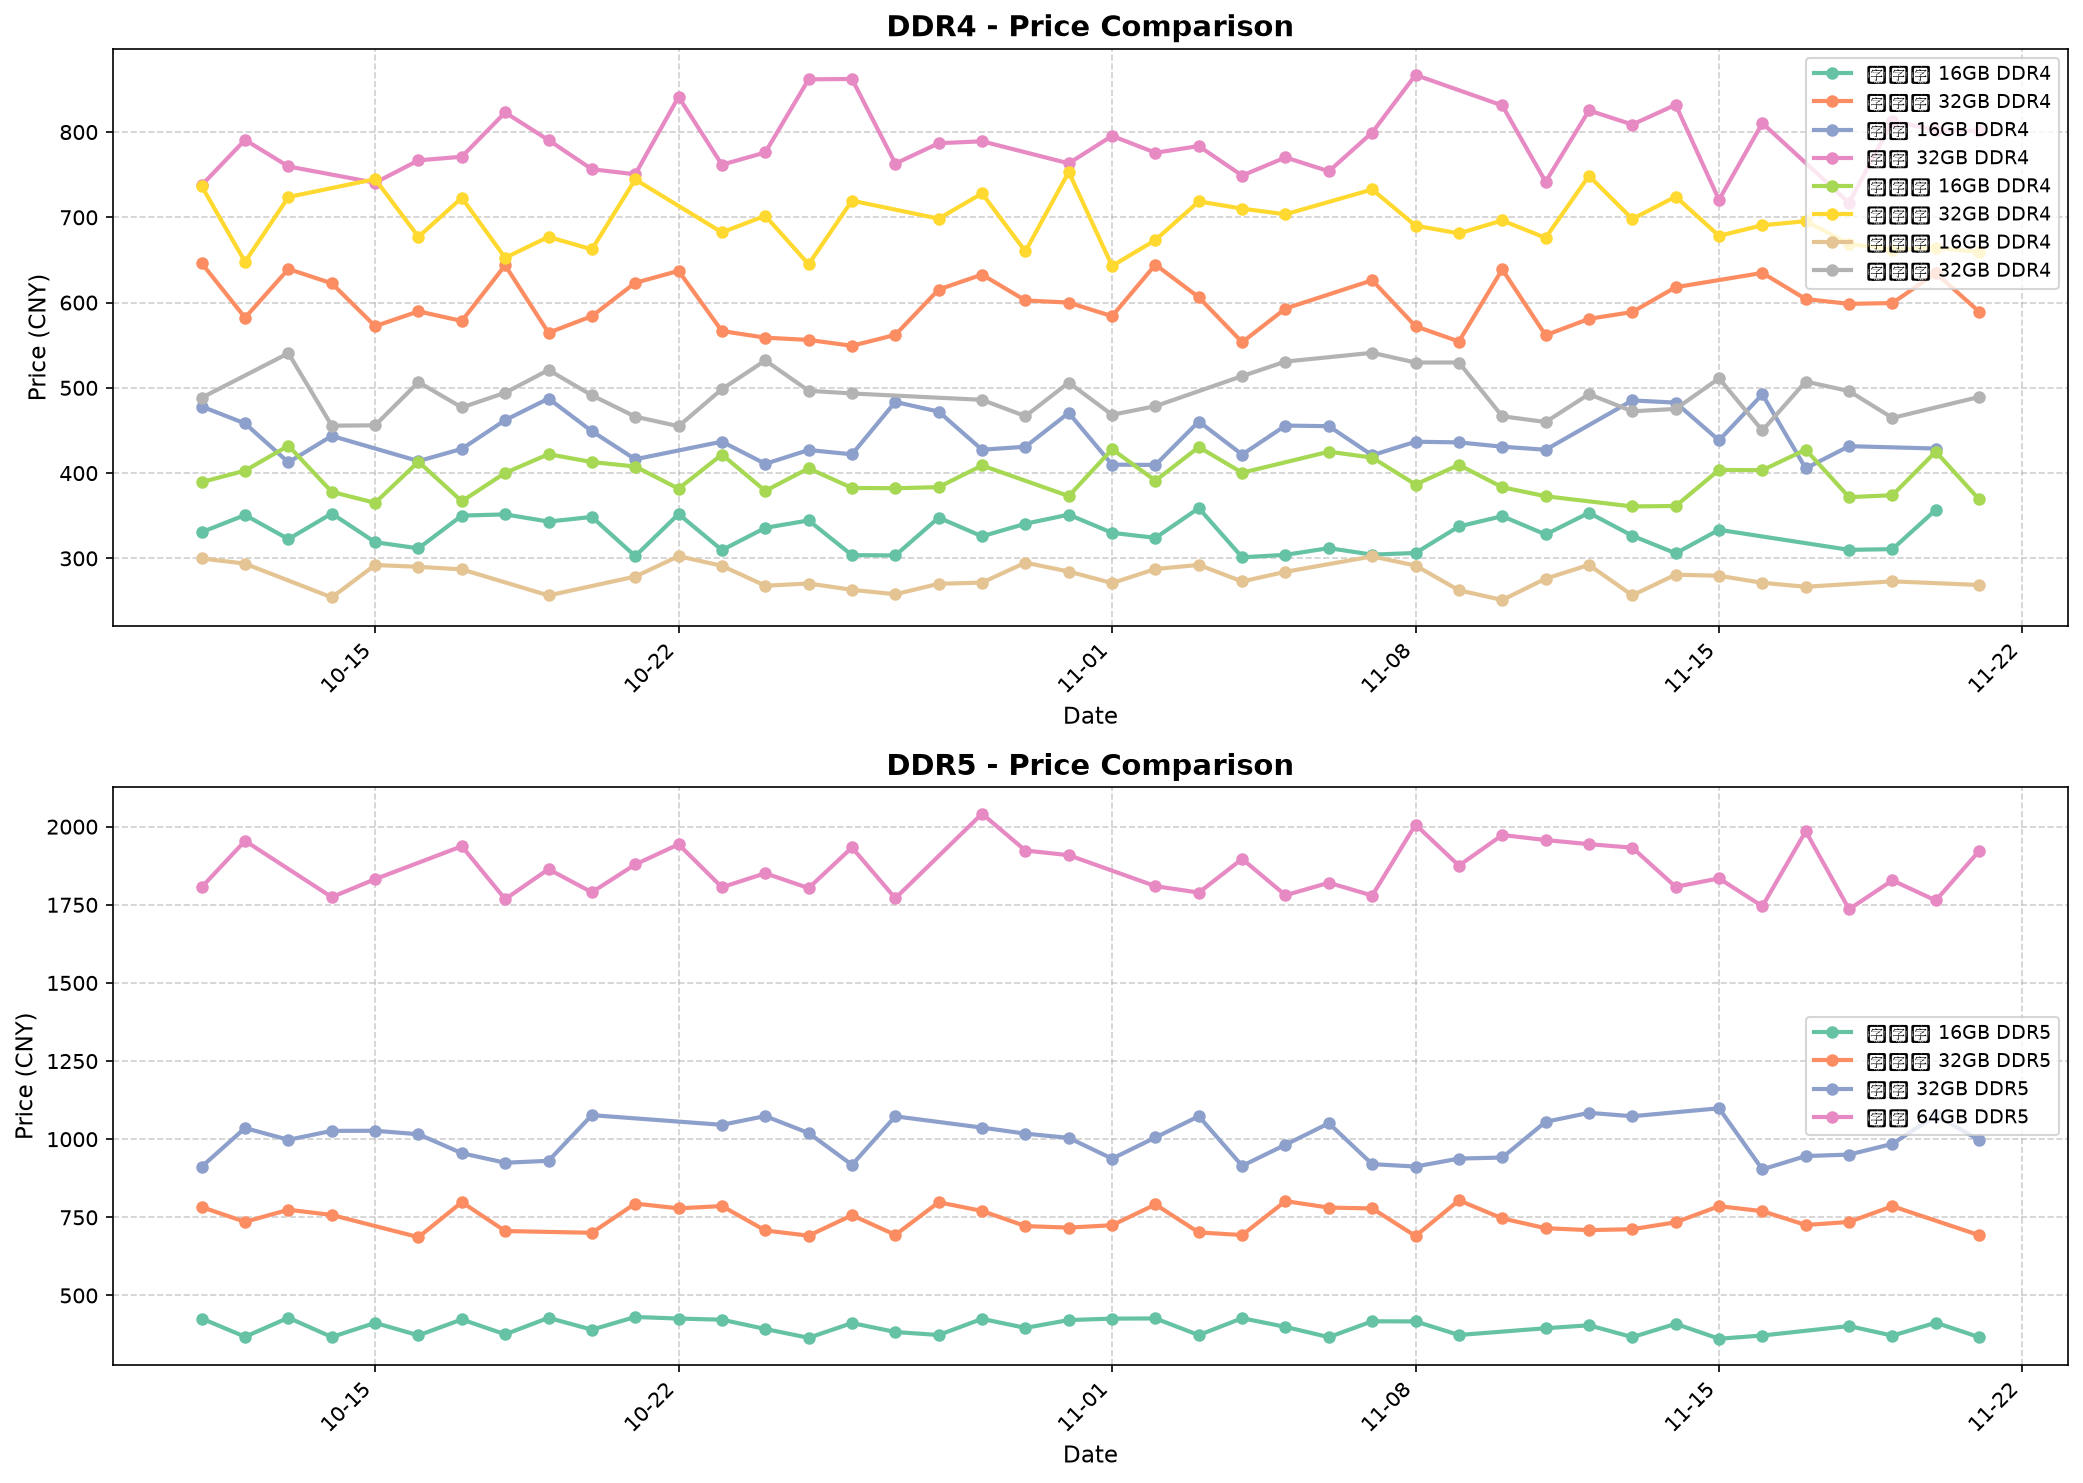 DDR4 - Price Comparison
16GB DDR4
32GB DDR4
16GB DDR4
32GB DDR4
16GB DDR4
32GB DDR4
16GB DDR4
32GB DDR4
Price (CNY)
800
700
600
500
400
300
10-15
10-22
11-01
11-08
11-15
11-22
Date
DDR5 - Price Comparison
16GB DDR5
32GB DDR5
32GB DDR5
64GB DDR5
Price (CNY)
2000
1750
1500
1250
1000
750
500
10-15
10-22
11-01
11-08
11-15
11-22
Date